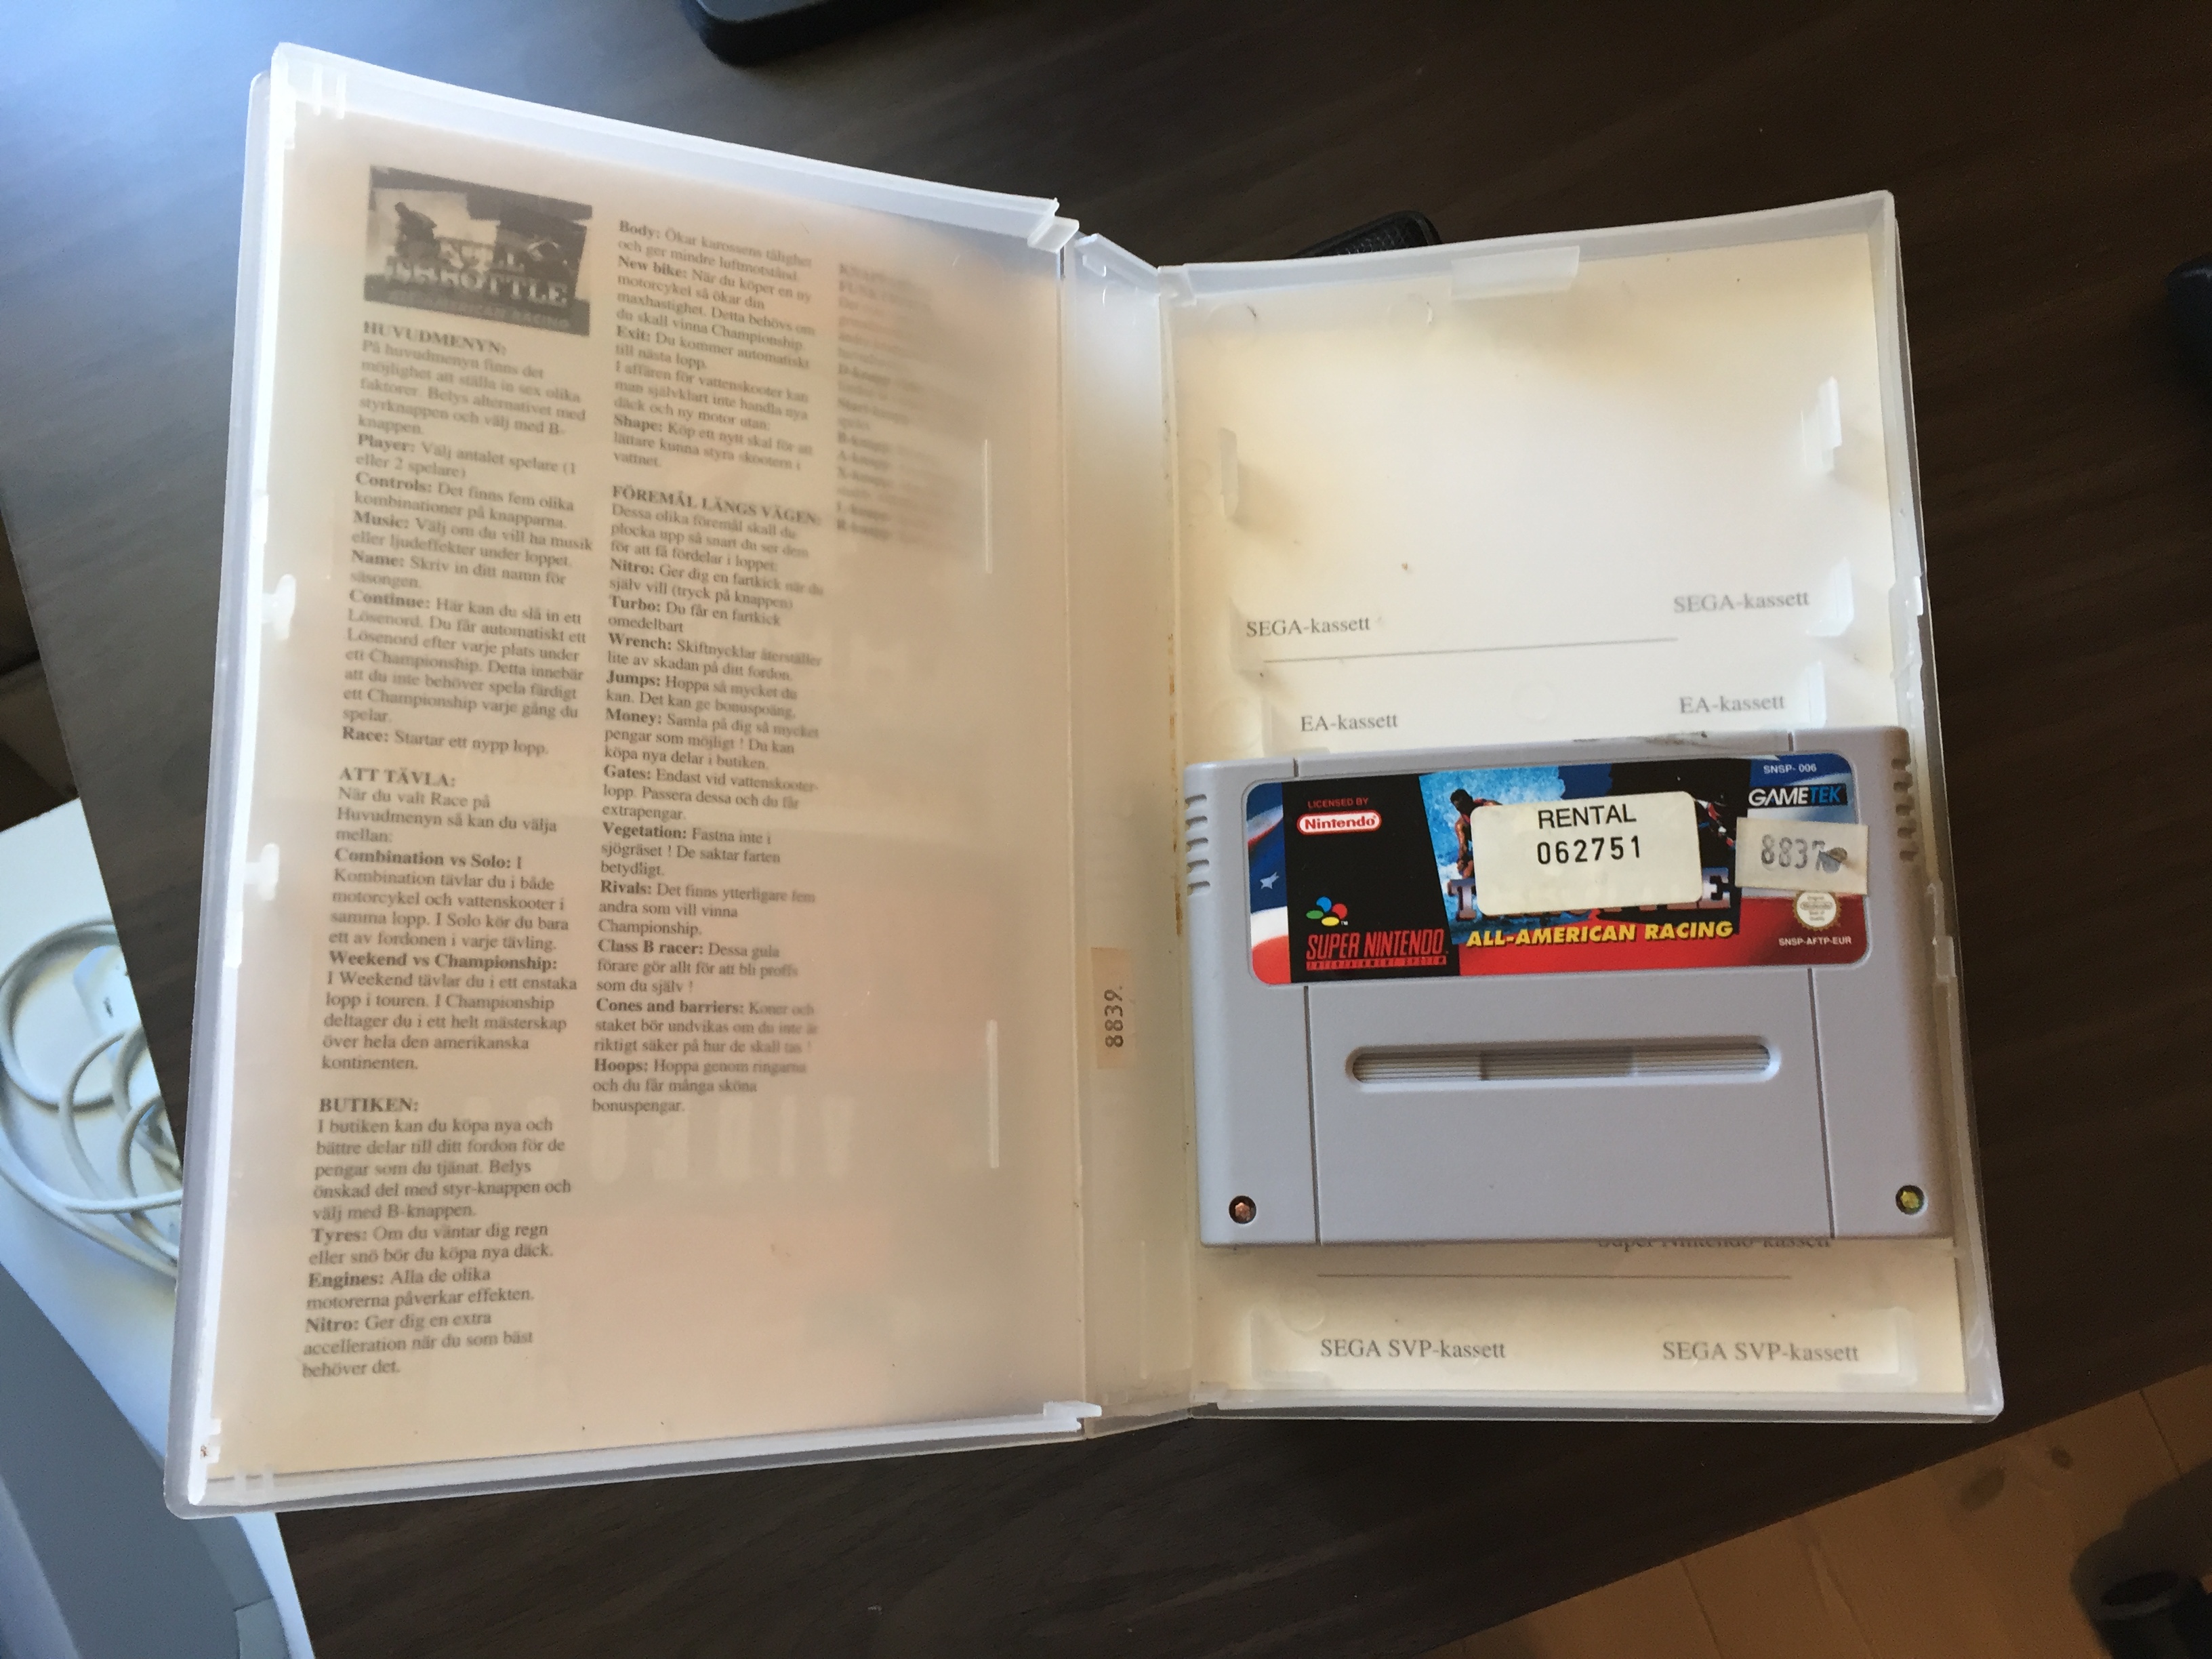 FULL
THROTTLE
ALL-AMERICAN RACING
HUVUDMENYN:
På huvudmenyn finns det
möjlighet att ställa in sex olika
faktorer. Belys alternativet med
styrknappen och välj med B-
knappen.
Player: Välj antalet spelare (1
eller 2 spelare)
Controls: Det finns fem olika
kombinationer på knapparna.
Music: Välj om du vill ha musik
eller ljudeffekter under loppet.
Name: Skriv in ditt namn för
säsongen.
Continue: Här kan du slå in ett
Lösenord. Du får automatiskt ett
Lösenord efter varje plats under
ett Championship. Detta innebär
att du inte behöver spela färdigt
ett Championship varje gång du
spelar.
Race: Startar ett nypp lopp.
ATT TÄVLA:
När du valt Race på
Huvudmenyn så kan du välja
mellan:
Combination vs Solo: I
Kombination tävlar du i både
motorcykel och vattenskooter i
samma lopp. I Solo kör du bara
ett av fordonen i varje tävling.
Weekend vs Championship:
I Weekend tävlar du i ett enstaka
lopp i touren. I Championship
deltager du i ett helt mästerskap
över hela den amerikanska
kontinenten.
BUTIKEN:
I butiken kan du köpa nya och
bättre delar till ditt fordon för de
pengar som du tjänat. Belys
önskad del med styr-knappen och
välj med B-knappen.
Tyres: Om du väntar dig regn
eller snö bör du köpa nya däck.
Engines: Alla de olika
motorerna påverkar effekten.
Nitro: Ger dig en extra
accelleration när du som bäst
behöver det.
Body: Ökar karossens tålighet
och ger mindre luftmotstånd.
New bike: När du köper en ny
motorcykel så ökar din
maxhastighet. Detta behövs om
du skall vinna Championship.
Exit: Du kommer automatiskt
till nästa lopp.
I affären för vattenskooter kan
man självklart inte handla nya
däck och ny motor utan:
Shape: Köp ett nytt skal för att
lättare kunna styra skootern i
vattnet.
FÖREMÅL LÄNGS VÄGEN:
Dessa olika föremål skall du
plocka upp så snart du ser dem
för att få fördelar i loppet:
Nitro: Ger dig en fartkick när du
själv vill (tryck på knappen)
Turbo: Du får en fartkick
omedelbart
Wrench: Skiftnycklar återställer
lite av skadan på ditt fordon.
Jumps: Hoppa så mycket du
kan. Det kan ge bonuspoäng.
Money: Samla på dig så mycket
pengar som möjligt ! Du kan
köpa nya delar i butiken.
Gates: Endast vid vattenskooter-
lopp. Passera dessa och du får
extrapengar.
Vegetation: Fastna inte i
sjögräset ! De saktar farten
betydligt.
Rivals: Det finns ytterligare fem
andra som vill vinna
Championship.
Class B racer: Dessa gula
förare gör allt för att bli proffs
som du själv !
Cones and barriers: Koner och
staket bör undvikas om du inte är
riktigt säker på hur de skall tas !
Hoops: Hoppa genom ringarna
och du får många sköna
bonuspengar.
8839.
SEGA-kassett SEGA-kassett
EA-kassett EA-kassett
LICENSED BY
Nintendo
SNSP- 006
GAMETEK
RENTAL
062751
8837
SUPER NINTENDO
ENTERTAINMENT SYSTEM
ALL-AMERICAN RACING
SNSP-AFTP-EUR
Super Nintendo-kassett
SEGA SVP-kassett SEGA SVP-kassett